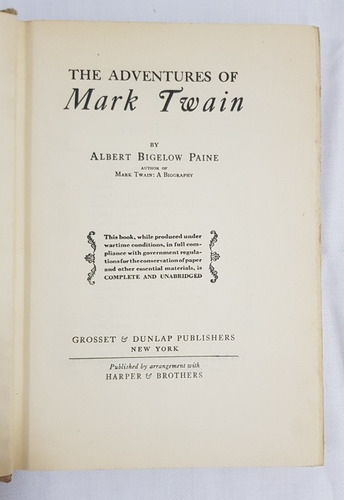 THE ADVENTURES OF
Mark Twain
BY
ALBERT BIGELOW PAINE
AUTHOR OF
MARK TWAIN: A BIOGRAPHY
This book, while produced under
wartime conditions, in full com-
pliance with government regula-
tions for the conservation of paper
and other essential materials, is
COMPLETE AND UNABRIDGED
GROSSET & DUNLAP PUBLISHERS
NEW YORK
Published by arrangement with
HARPER & BROTHERS